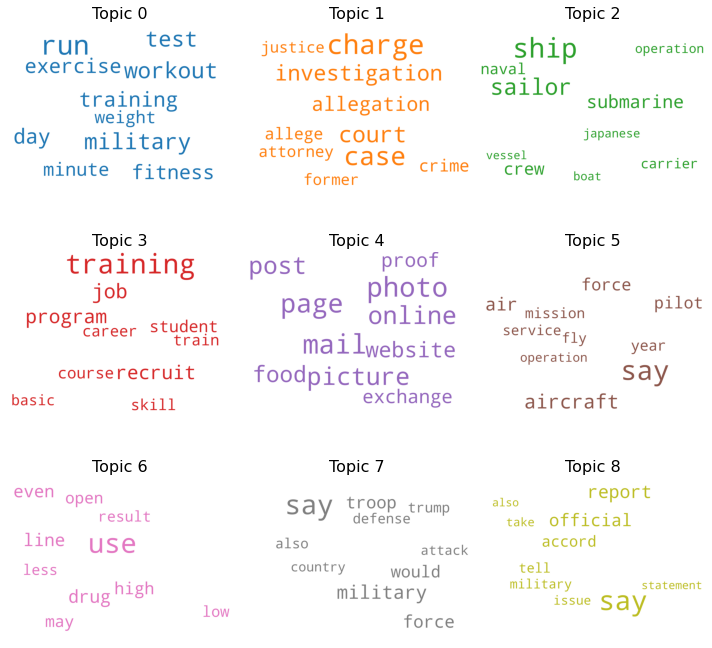 Topic 0
run test
exercise workout
training
weight
day military
minute fitness
Topic 1
justice charge
investigation
allegation
allege court
attorney case
crime
former
Topic 2
ship operation
naval
sailor
submarine
japanese
vessel
crew carrier
boat
Topic 3
training
job
program
career student
train
course recruit
basic skill
Topic 4
post proof
photo
page
online
mail website
food picture
exchange
Topic 5
force
air pilot
mission
service fly
year
operation
say
aircraft
Topic 6
even open
result
line use
less
drug high
low
may
Topic 7
say troop trump
defense
also
attack
country would
military
force
Topic 8
report
also
take official
accord
tell
military statement
issue say